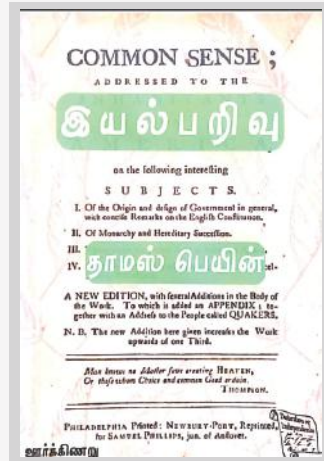 COMMON SENSE;
ADDRESSED TO THE
இயல்பறிவு
on the following interesting
SUBJECTS.
I. Of the Origin and design of Government in general,
with concise Remarks on the English Constitution.
II. Of Monarchy and Hereditary Succession.
III.
IV. தாமஸ் பெயின்
A NEW EDITION, with several Additions in the Body of
the Work. To which is added an APPENDIX; to-
gether with an Address to the People called QUAKERS.
N. B. The new Addition here given increases the Work
upwards of one Third.
Man knows no Master save creating HEAVEN,
Or those whom Choice and common Good ordain.
THOMPSON.
PHILADELPHIA Printed: NEWBURY-PORT, Reprinted,
for SAMUEL PHILLIPS, jun. of Andover.
ஊர்க்கிணறு